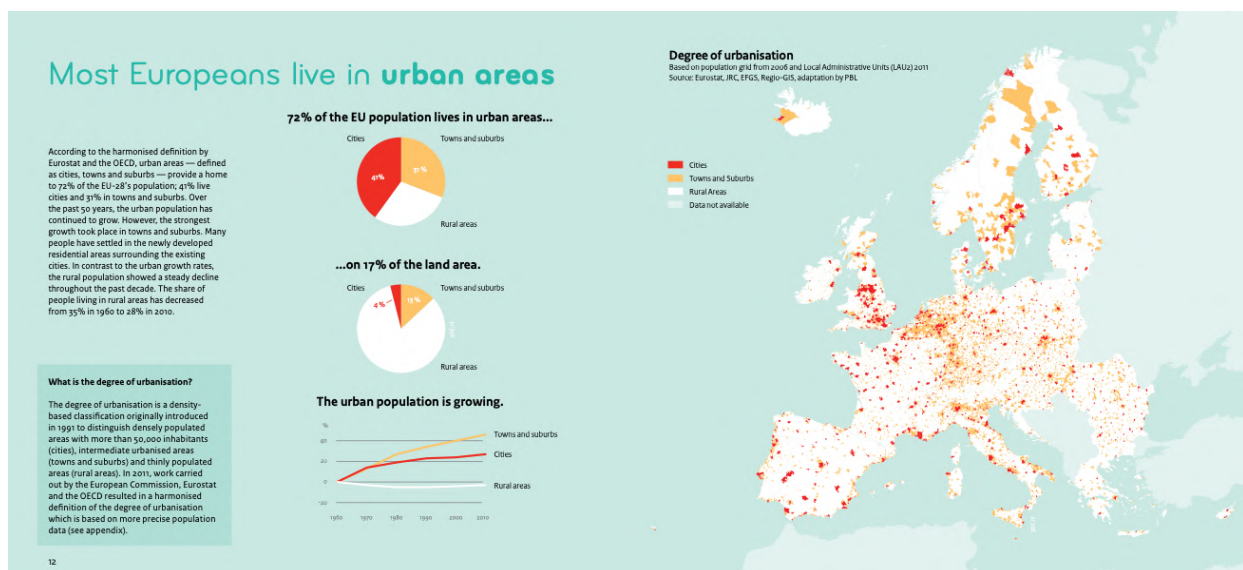 Most Europeans live in urban areas
According to the harmonised definition by
Eurostat and the OECD, urban areas — defined
as cities, towns and suburbs — provide a home
to 72% of the EU-28's population; 41% live
cities and 31% in towns and suburbs. Over
the past 50 years, the urban population has
continued to grow. However, the strongest
growth took place in towns and suburbs. Many
people have settled in the newly developed
residential areas surrounding the existing
cities. In contrast to the urban growth rates,
the rural population showed a steady decline
throughout the past decade. The share of
people living in rural areas has decreased
from 35% in 1960 to 28% in 2010.
What is the degree of urbanisation?
The degree of urbanisation is a density-
based classification originally introduced
in 1991 to distinguish densely populated
areas with more than 50,000 inhabitants
(cities), intermediate urbanised areas
(towns and suburbs) and thinly populated
areas (rural areas). In 2011, work carried
out by the European Commission, Eurostat
and the OECD resulted in a harmonised
definition of the degree of urbanisation
which is based on more precise population
data (see appendix).
12
72% of the EU population lives in urban areas...
Cities
Towns and suburbs
41%
31%
Rural areas
...on 17% of the land area.
Cities
Towns and suburbs
4%
13%
Rural areas
The urban population is growing.
%
40
20
0
-20
Towns and suburbs
Cities
Rural areas
1960 1970 1980 1990 2000 2010
Degree of urbanisation
Based on population grid from 2006 and Local Administrative Units (LAU2) 2011
Source: Eurostat, JRC, EFGS, Regio-GIS, adaptation by PBL
Cities
Towns and Suburbs
Rural Areas
Data not available